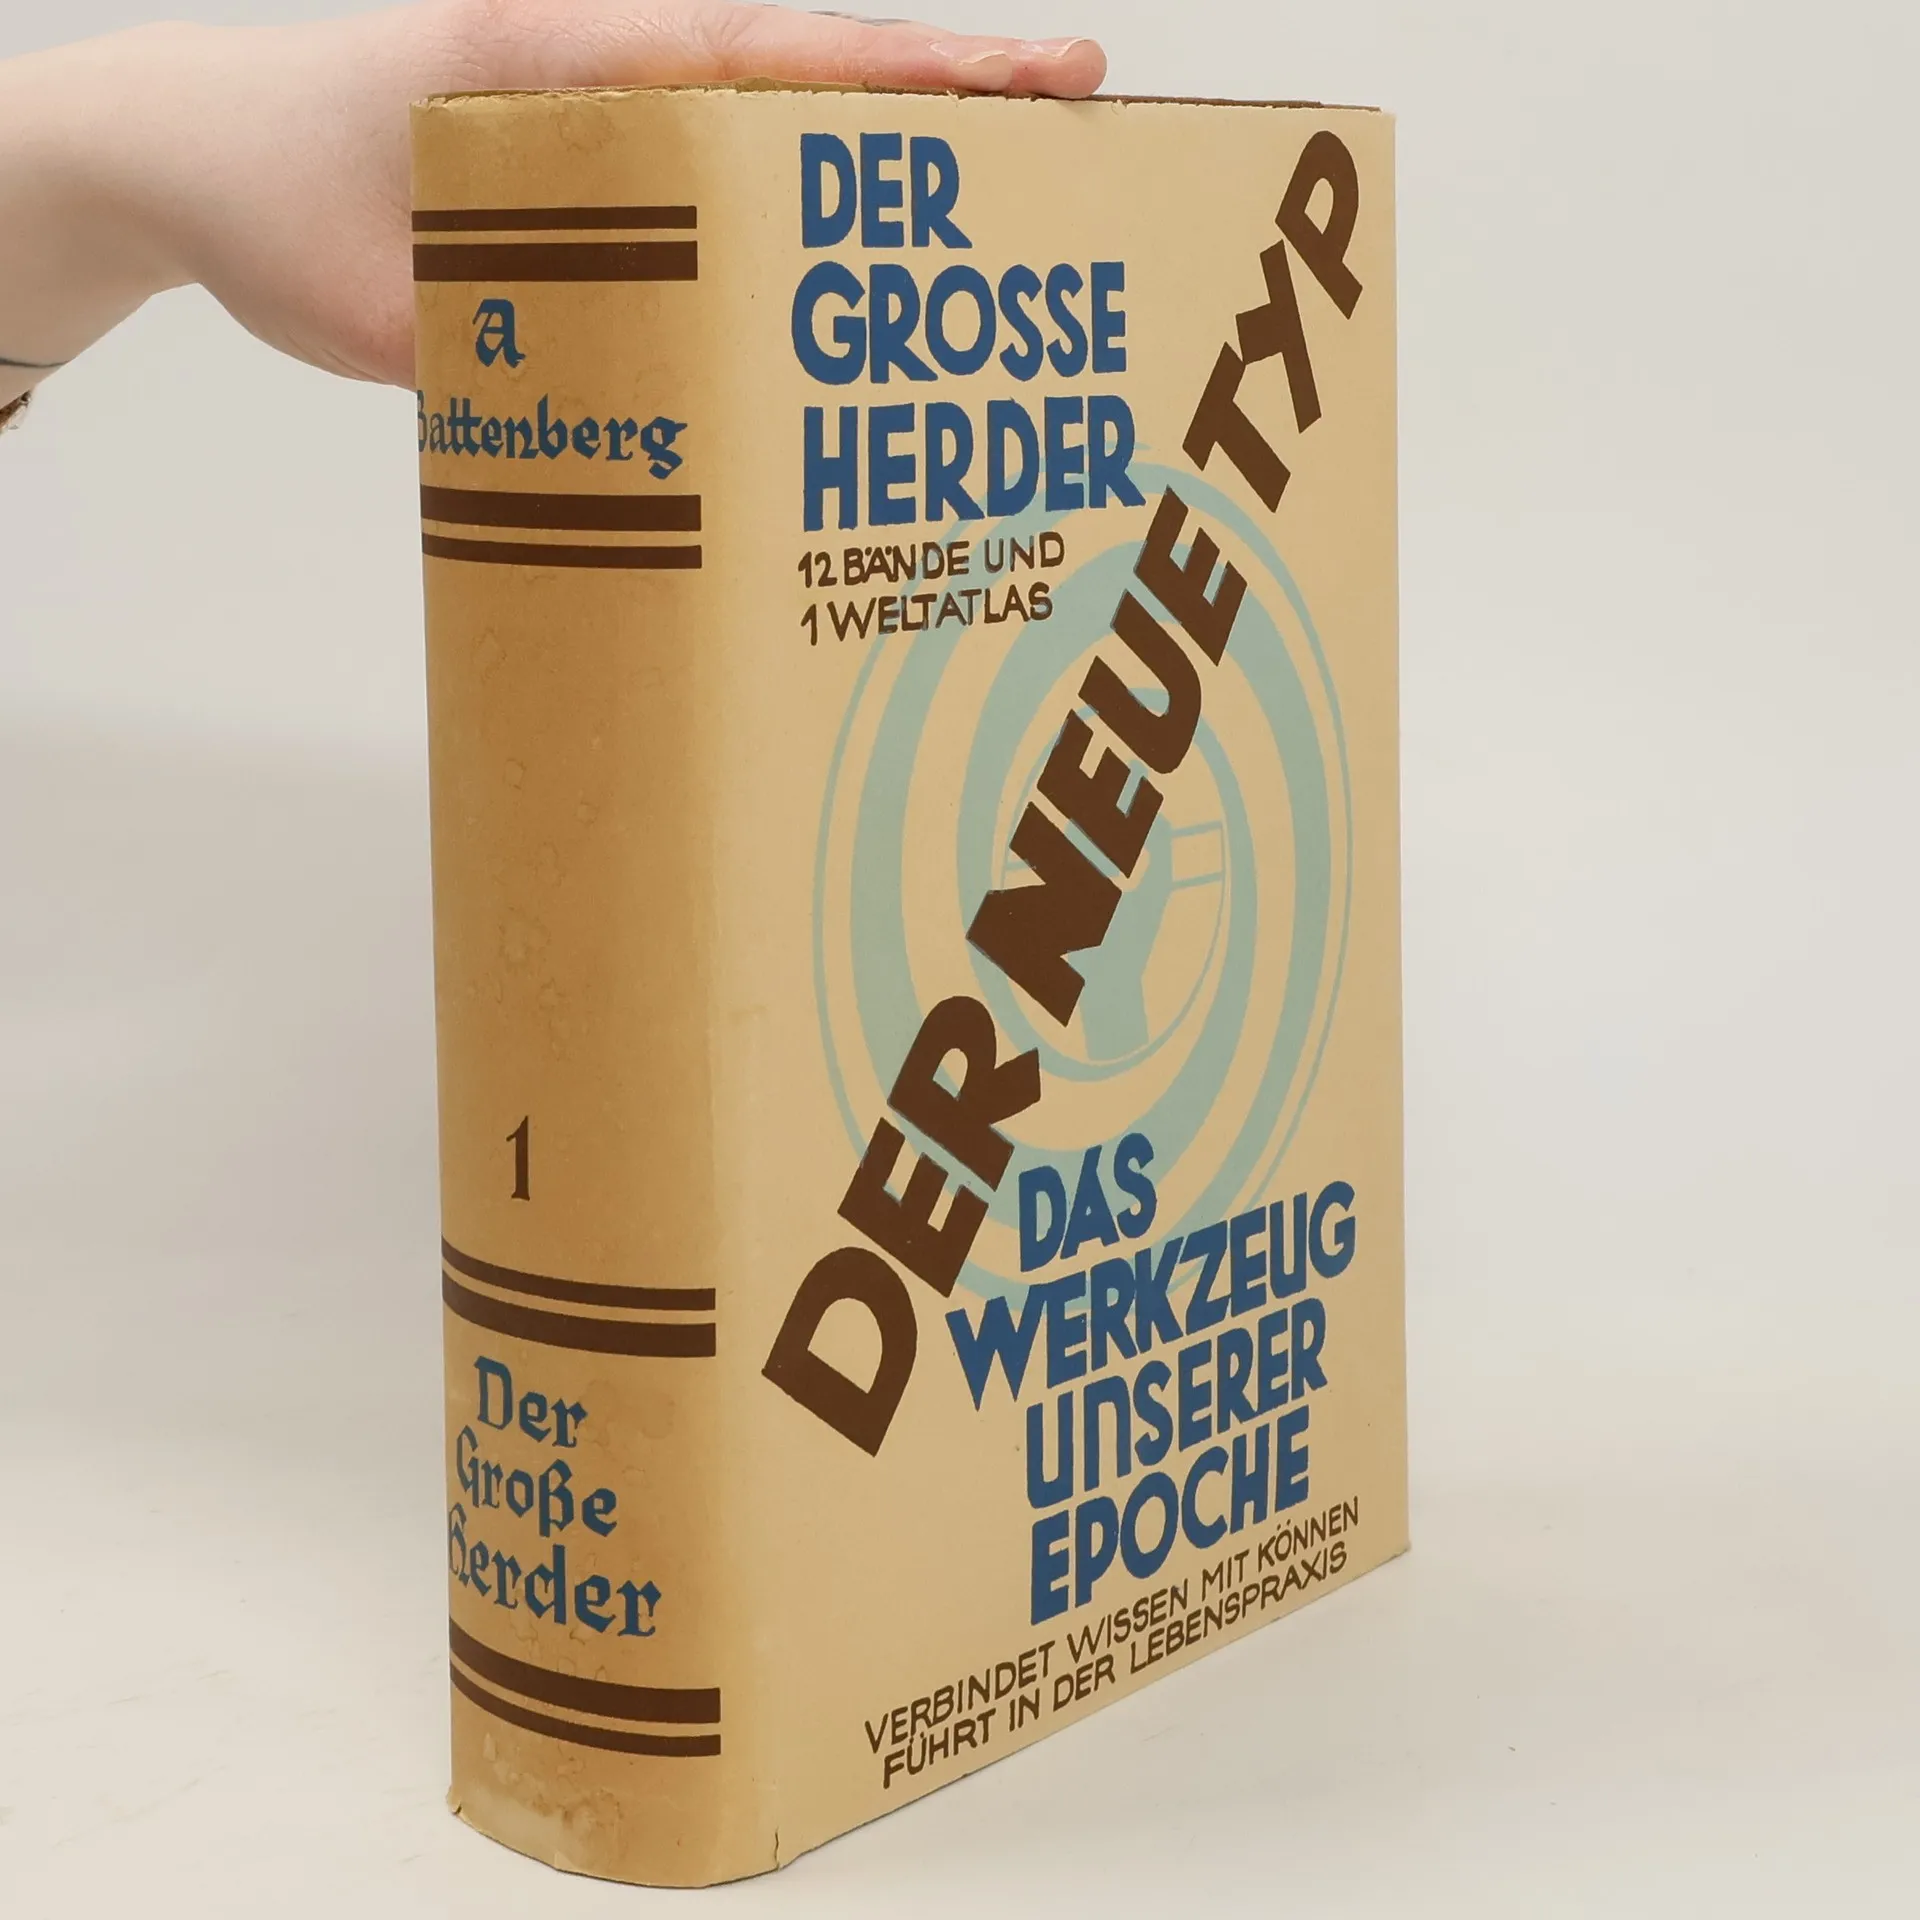 A
Battenberg
1
Der
Große
Herder
DER
GROSSE
HERDER
12 BÄNDE UND
1 WELTATLAS
DER NEUE TYP
DAS
WERKZEUG
UNSERER
EPOCHE
VERBINDET WISSEN MIT KÖNNEN
FÜHRT IN DER LEBENSPRAXIS